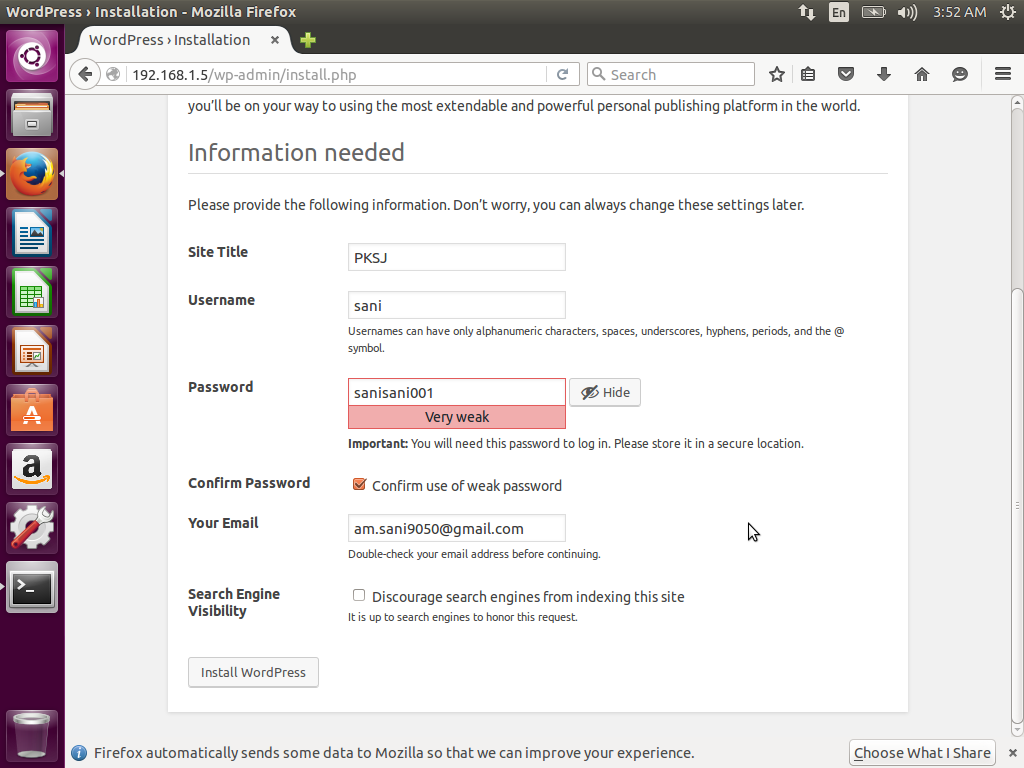 WordPress › Installation - Mozilla Firefox
En
3:52 AM
WordPress › Installation
192.168.1.5/wp-admin/install.php
Search
you’ll be on your way to using the most extendable and powerful personal publishing platform in the world.
Information needed
Please provide the following information. Don’t worry, you can always change these settings later.
Site Title
PKSJ
Username
sani
Usernames can have only alphanumeric characters, spaces, underscores, hyphens, periods, and the @
symbol.
Password
sanisani001
Hide
Very weak
Important: You will need this password to log in. Please store it in a secure location.
Confirm Password
Confirm use of weak password
Your Email
am.sani9050@gmail.com
Double-check your email address before continuing.
Search Engine
Visibility
Discourage search engines from indexing this site
It is up to search engines to honor this request.
Install WordPress
Firefox automatically sends some data to Mozilla so that we can improve your experience.
Choose What I Share